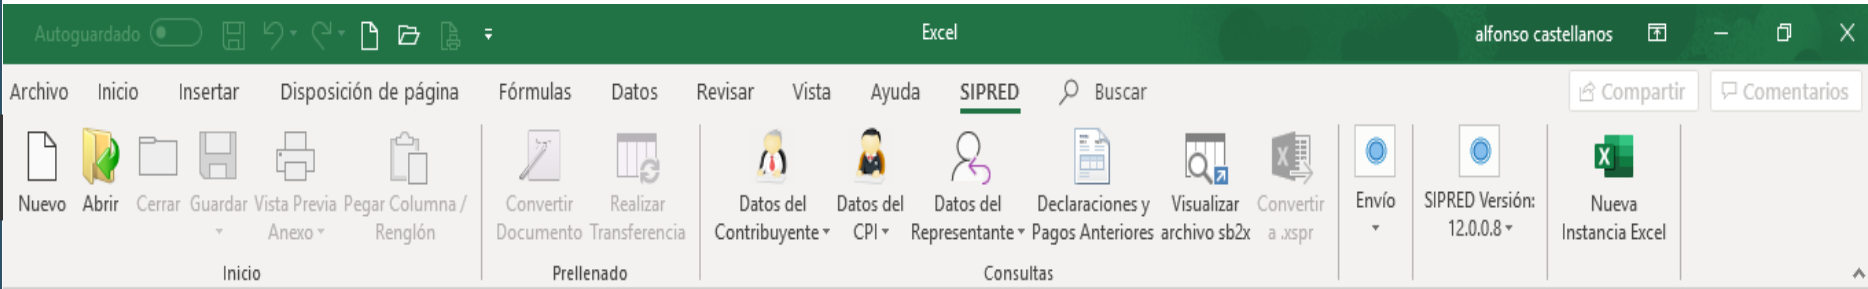 Autoguardado
Excel
alfonso castellanos
Archivo Inicio Insertar Disposición de página Fórmulas Datos Revisar Vista Ayuda SIPRED Buscar Compartir Comentarios
Nuevo Abrir Cerrar Guardar Vista Previa Anexo Pegar Columna / Renglón
Convertir Documento Realizar Transferencia
Datos del Contribuyente Datos del CPI Datos del Representante Declaraciones y Pagos Anteriores Visualizar archivo sb2x Convertir a .xspr
Envío
SIPRED Versión: 12.0.0.8
Nueva Instancia Excel
Inicio Prellenado Consultas